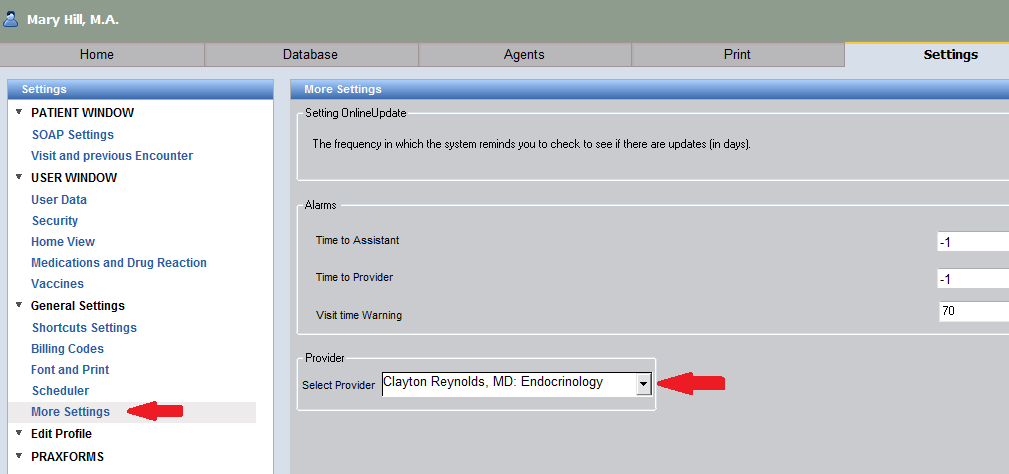 Mary Hill, M.A.
Home Database Agents Print Settings
Settings
PATIENT WINDOW
SOAP Settings
Visit and previous Encounter
USER WINDOW
User Data
Security
Home View
Medications and Drug Reaction
Vaccines
General Settings
Shortcuts Settings
Billing Codes
Font and Print
Scheduler
More Settings
Edit Profile
PRAXFORMS
More Settings
Setting OnlineUpdate
The frequency in which the system reminds you to check to see if there are updates (in days).
Alarms
Time to Assistant -1
Time to Provider -1
Visit time Warning 70
Provider
Select Provider Clayton Reynolds, MD: Endocrinology